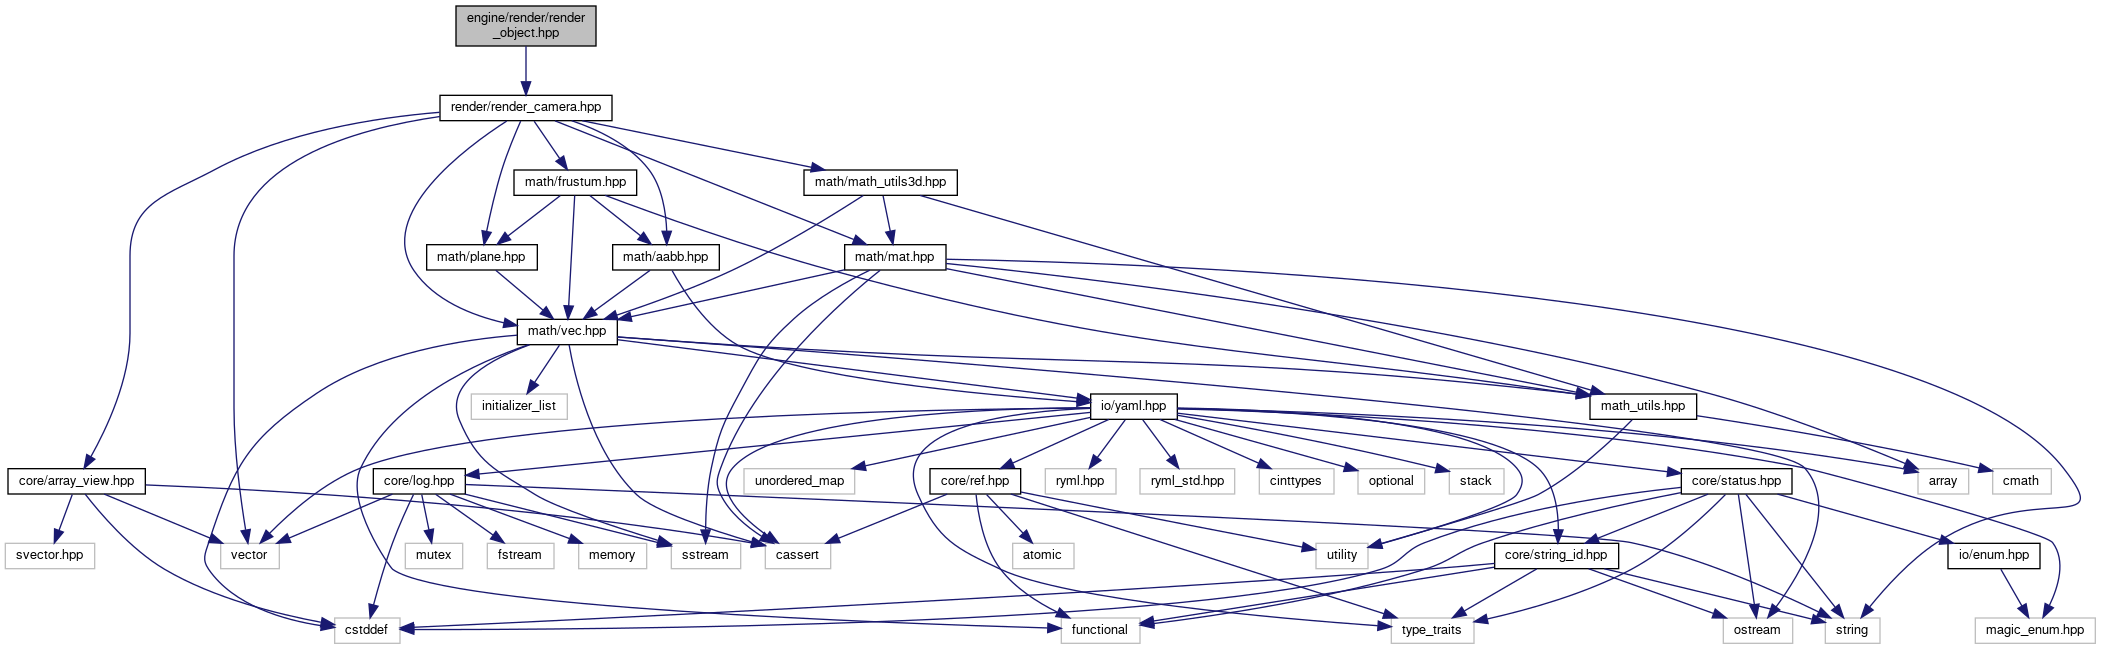 engine/render/render
_object.hpp
render/render_camera.hpp
math/frustum.hpp
math/math_utils3d.hpp
math/plane.hpp
math/aabb.hpp
math/mat.hpp
math/vec.hpp
initializer_list
io/yaml.hpp
math_utils.hpp
core/array_view.hpp
core/log.hpp
unordered_map
core/ref.hpp
ryml.hpp
ryml_std.hpp
cinttypes
optional
stack
core/status.hpp
array
cmath
svector.hpp
vector
mutex
fstream
memory
sstream
cassert
atomic
utility
core/string_id.hpp
io/enum.hpp
cstddef
functional
type_traits
ostream
string
magic_enum.hpp